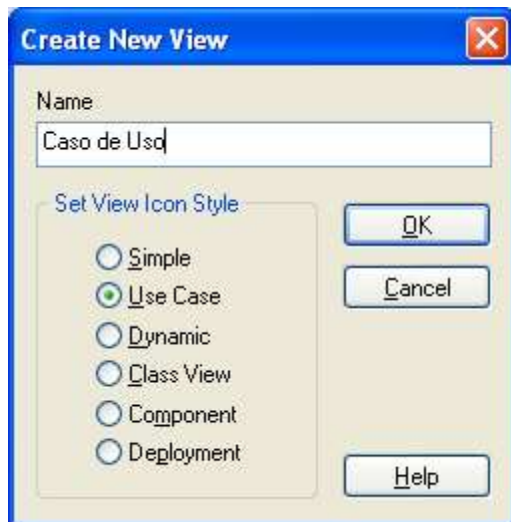 Create New View
Name
Caso de Uso
Set View Icon Style
Simple
Use Case
Dynamic
Class View
Component
Deployment
OK
Cancel
Help